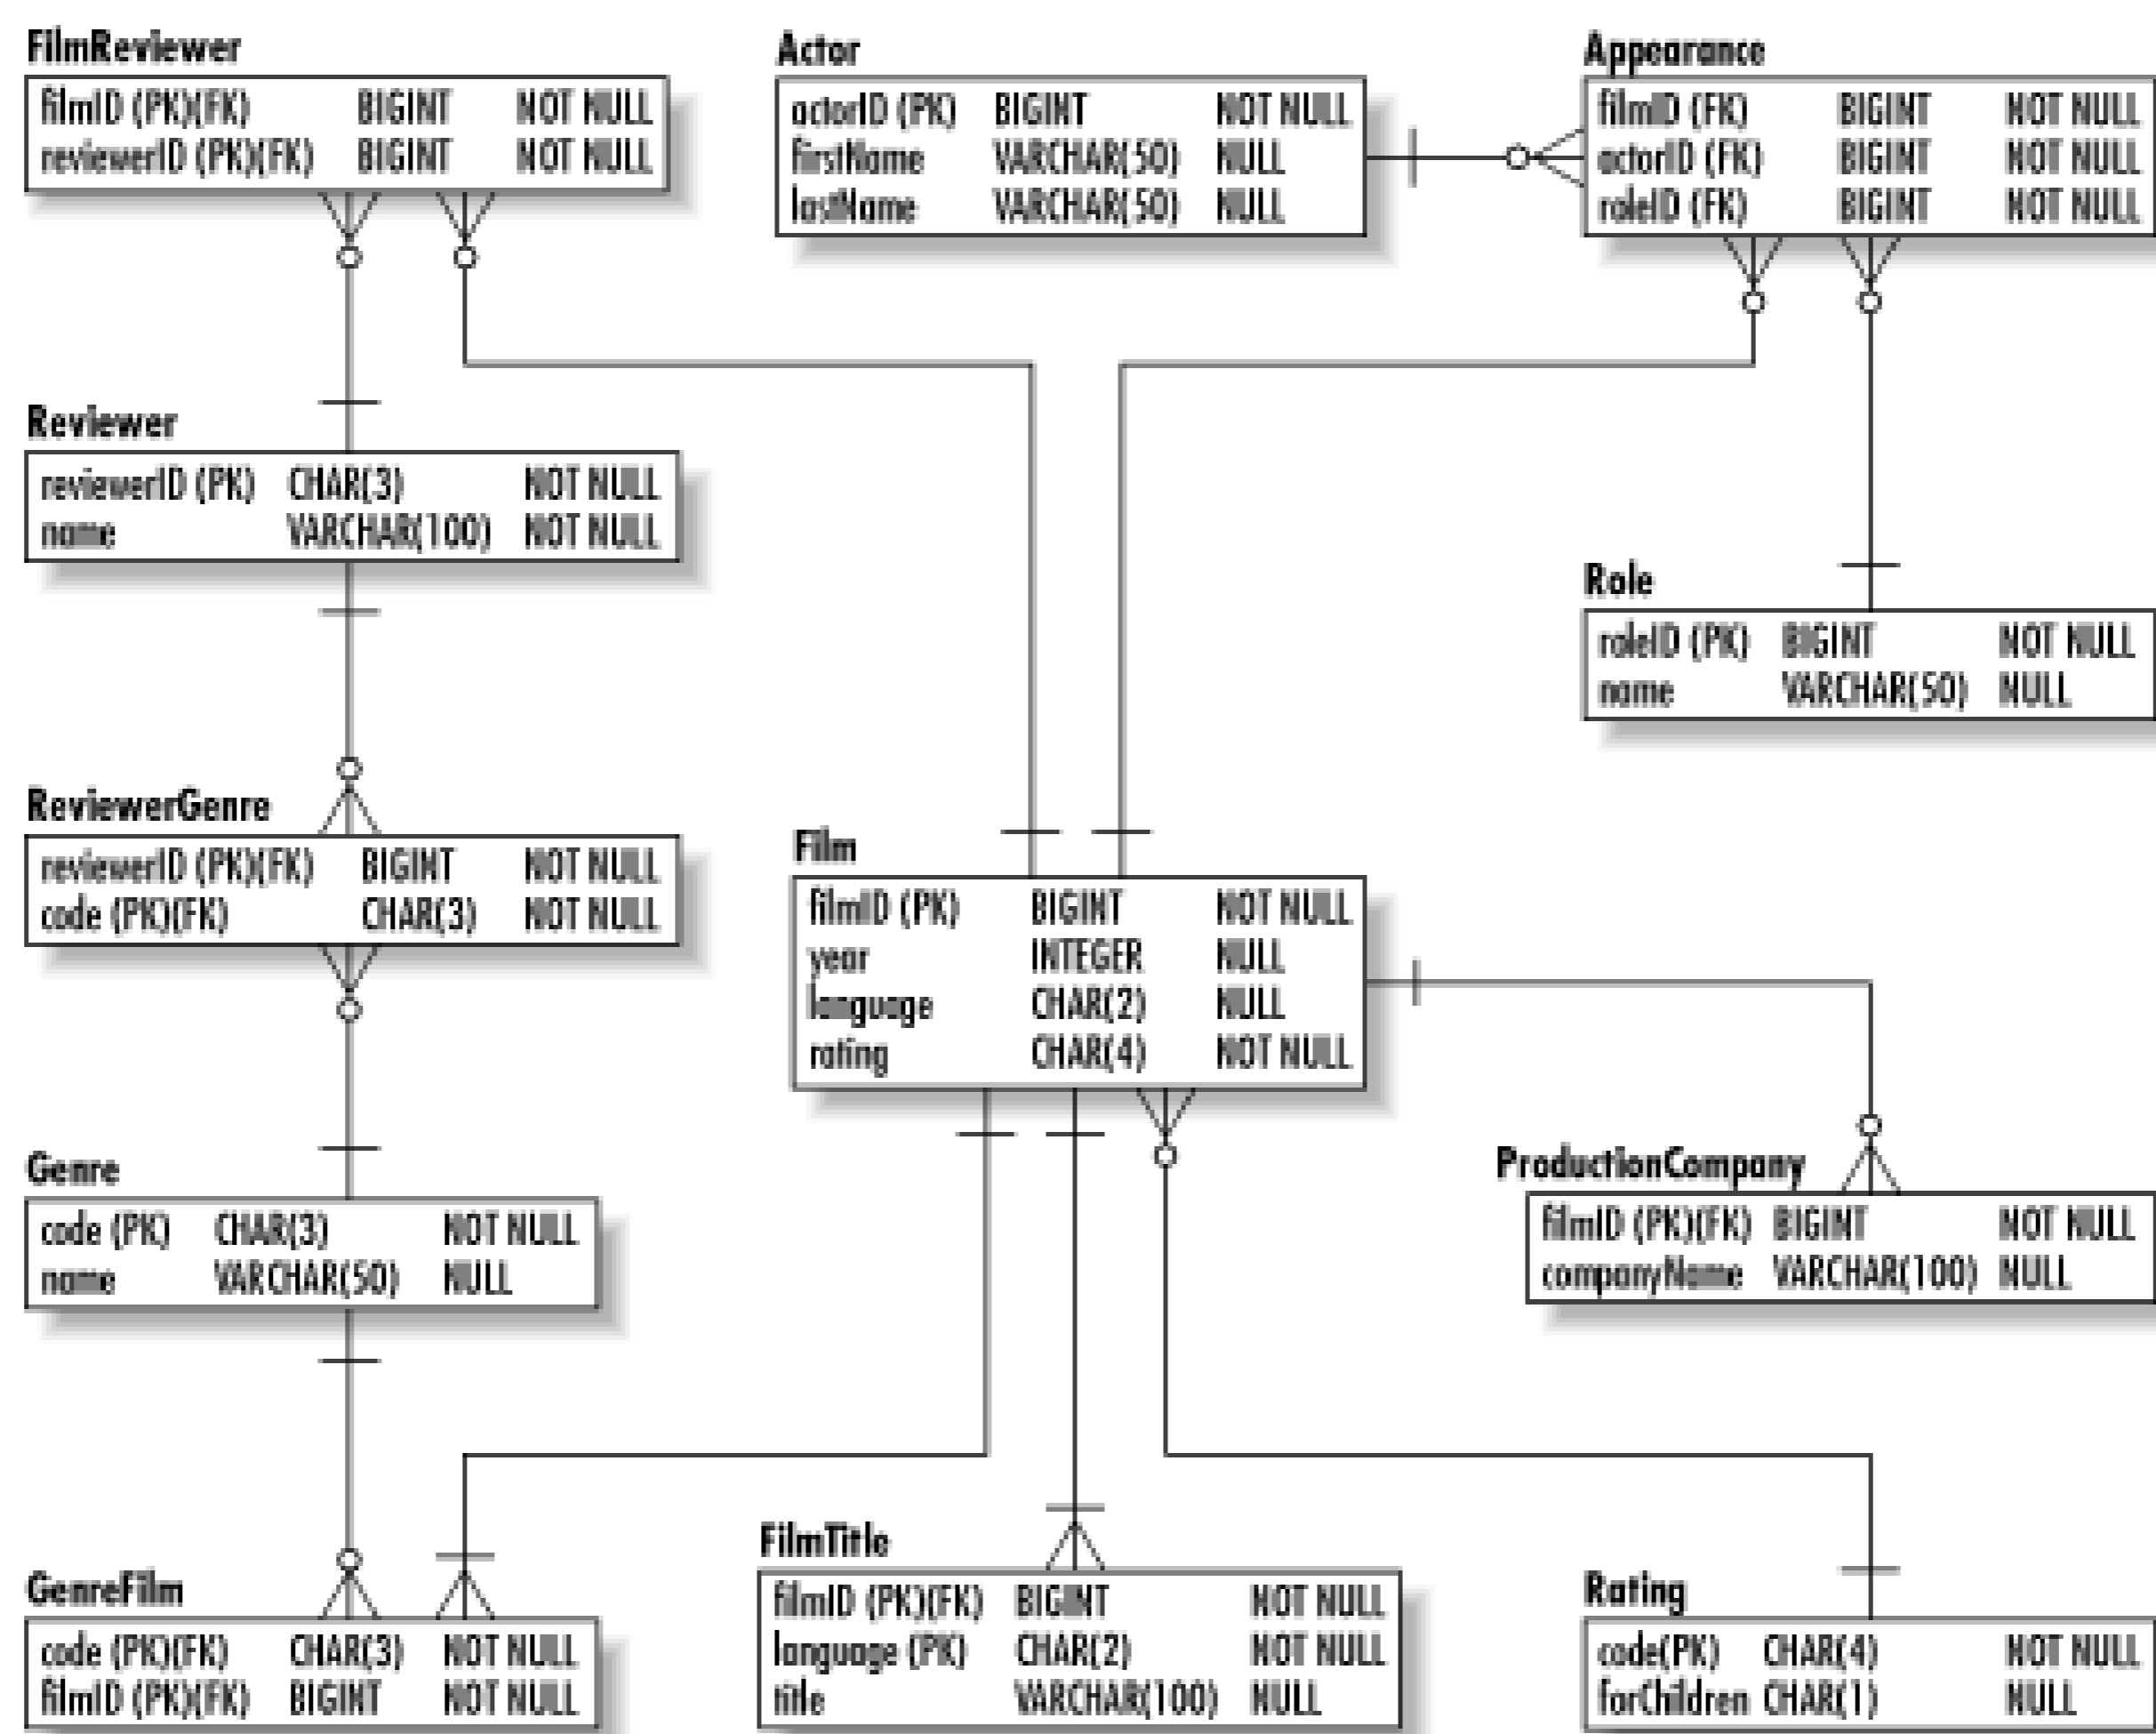 FilmReviewer
filmID (PK)(FK) BIGINT NOT NULL
reviewerID (PK)(FK) BIGINT NOT NULL
Actor
actorID (PK) BIGINT NOT NULL
firstName VARCHAR(50) NULL
lastName VARCHAR(50) NULL
Appearance
filmID (FK) BIGINT NOT NULL
actorID (FK) BIGINT NOT NULL
roleID (FK) BIGINT NOT NULL
Reviewer
reviewerID (PK) CHAR(3) NOT NULL
name VARCHAR(100) NOT NULL
Role
roleID (PK) BIGINT NOT NULL
name VARCHAR(50) NULL
ReviewerGenre
reviewerID (PK)(FK) BIGINT NOT NULL
code (PK)(FK) CHAR(3) NOT NULL
Film
filmID (PK) BIGINT NOT NULL
year INTEGER NULL
language CHAR(2) NULL
rating CHAR(4) NOT NULL
Genre
code (PK) CHAR(3) NOT NULL
name VARCHAR(50) NULL
ProductionCompany
filmID (PK)(FK) BIGINT NOT NULL
companyName VARCHAR(100) NULL
GenreFilm
code (PK)(FK) CHAR(3) NOT NULL
filmID (PK)(FK) BIGINT NOT NULL
FilmTitle
filmID (PK)(FK) BIGINT NOT NULL
language (PK) CHAR(2) NOT NULL
title VARCHAR(100) NULL
Rating
code(PK) CHAR(4) NOT NULL
forChildren CHAR(1) NULL